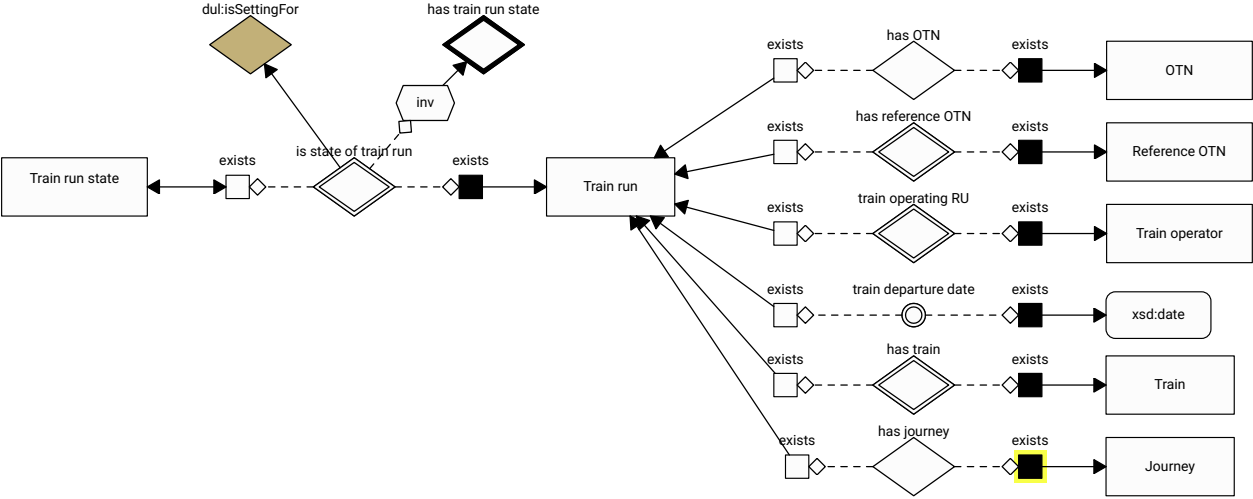 dul:isSettingFor
has train run state
inv
is state of train run
Train run state
exists
exists
Train run
exists
has OTN
exists
OTN
exists
has reference OTN
exists
Reference OTN
exists
train operating RU
exists
Train operator
exists
train departure date
exists
xsd:date
exists
has train
exists
Train
exists
has journey
exists
Journey